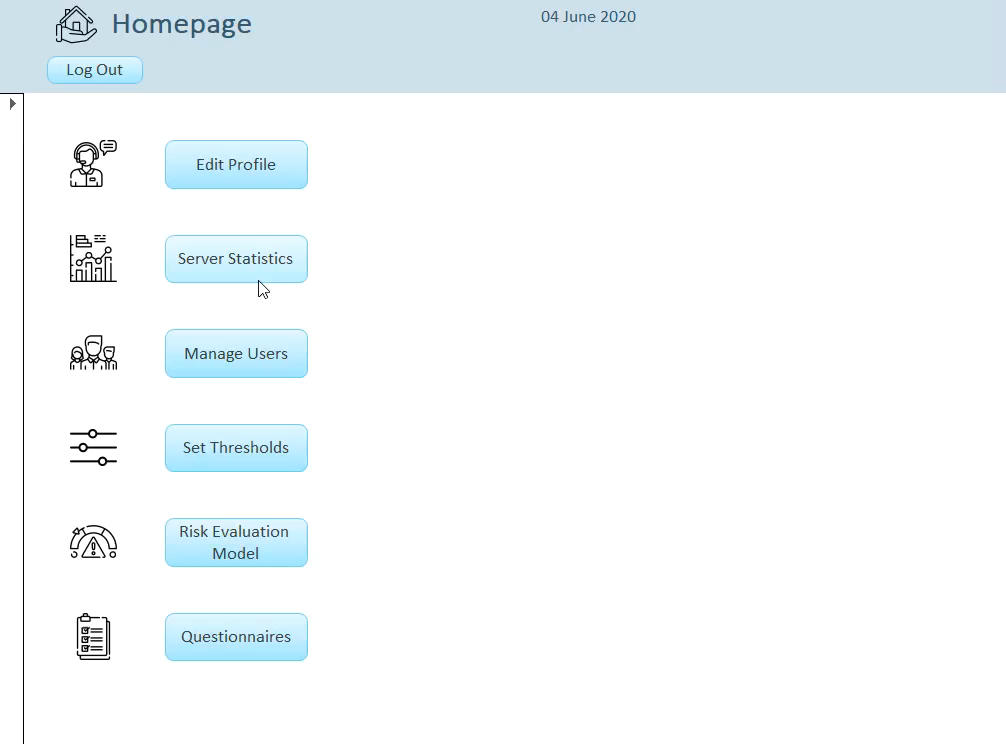 Homepage
04 June 2020
Log Out
Edit Profile
Server Statistics
Manage Users
Set Thresholds
Risk Evaluation
Model
Questionnaires